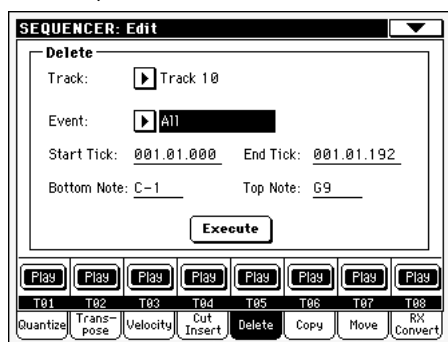 SEQUENCER: Edit
Delete
Track: Track 10
Event: All
Start Tick: 001.01.000 End Tick: 001.01.192
Bottom Note: C-1 Top Note: G9
Execute
Play Play Play Play Play Play Play Play
T01 T02 T03 T04 T05 T06 T07 T08
Quantize Trans- Velocity Cut Delete Copy Move RX
pose Insert Convert